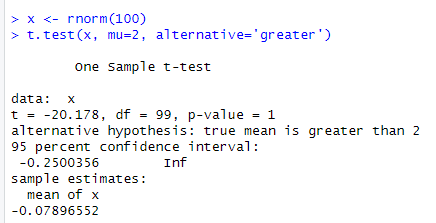 > x <- rnorm(100)
> t.test(x, mu=2, alternative='greater')
One Sample t-test
data:  x
t = -20.178, df = 99, p-value = 1
alternative hypothesis: true mean is greater than 2
95 percent confidence interval:
-0.2500356 Inf
sample estimates:
mean of x
-0.07896552